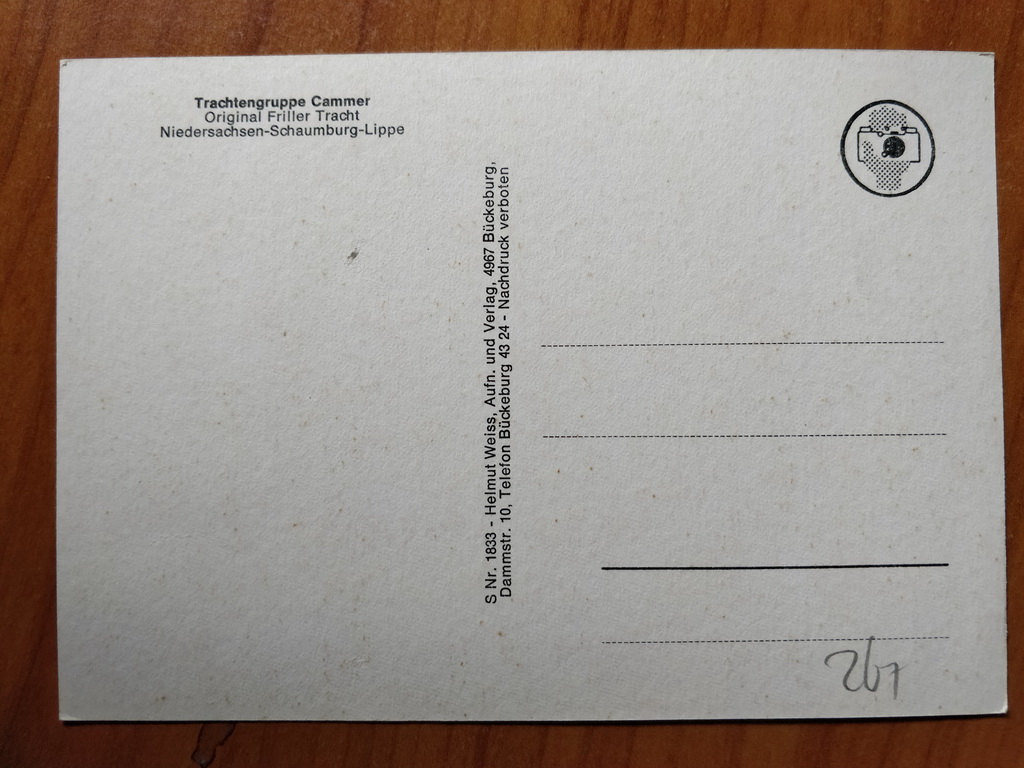 Trachtengruppe Cammer
Original Friller Tracht
Niedersachsen-Schaumburg-Lippe
S Nr. 1833 - Helmut Weiss, Aufn. und Verlag, 4967 Bückeburg,
Dammstr. 10, Telefon Bückeburg 43 24 - Nachdruck verboten
267